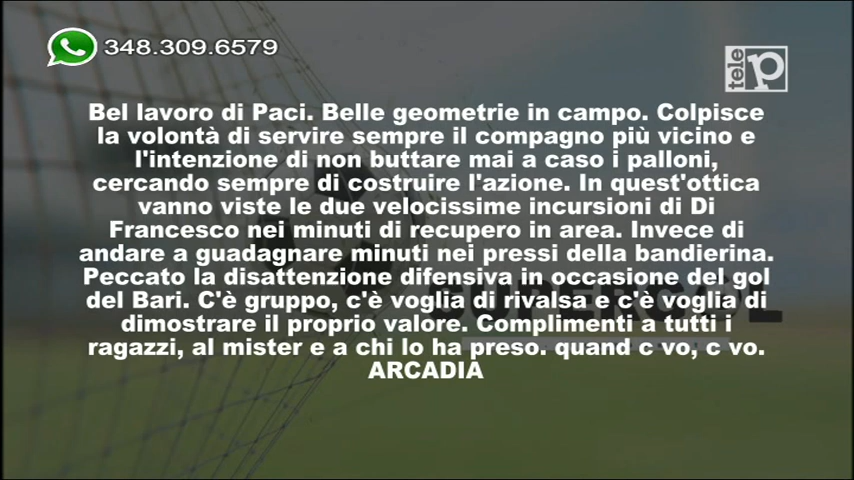 348.309.6579
tele p
Bel lavoro di Paci. Belle geometrie in campo. Colpisce
la volontà di servire sempre il compagno più vicino e
l'intenzione di non buttare mai a caso i palloni,
cercando sempre di costruire l'azione. In quest'ottica
vanno viste le due velocissime incursioni di Di
Francesco nei minuti di recupero in area. Invece di
andare a guadagnare minuti nei pressi della bandierina.
Peccato la disattenzione difensiva in occasione del gol
del Bari. C'è gruppo, c'è voglia di rivalsa e c'è voglia di
dimostrare il proprio valore. Complimenti a tutti i
ragazzi, al mister e a chi lo ha preso. quand c vo, c vo.
ARCADIA
SUPERGOL